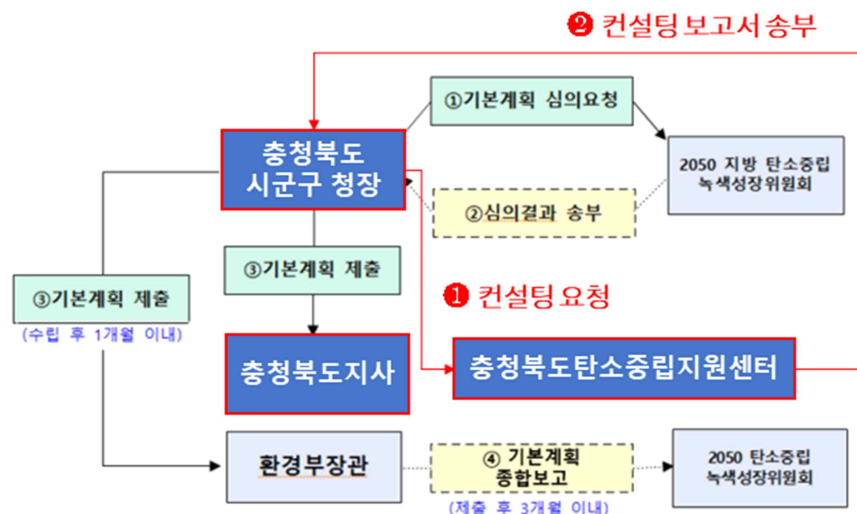 ❷ 컨설팅 보고서 송부
①기본계획 심의요청
충청북도
시군구 청장
2050 지방 탄소중립
녹색성장위원회
②심의결과 송부
③기본계획 제출
③기본계획 제출
(수립 후 1개월 이내)
❶ 컨설팅 요청
충청북도지사
충청북도탄소중립지원센터
환경부장관
④ 기본계획
종합보고
(제출 후 3개월 이내)
2050 탄소중립
녹색성장위원회